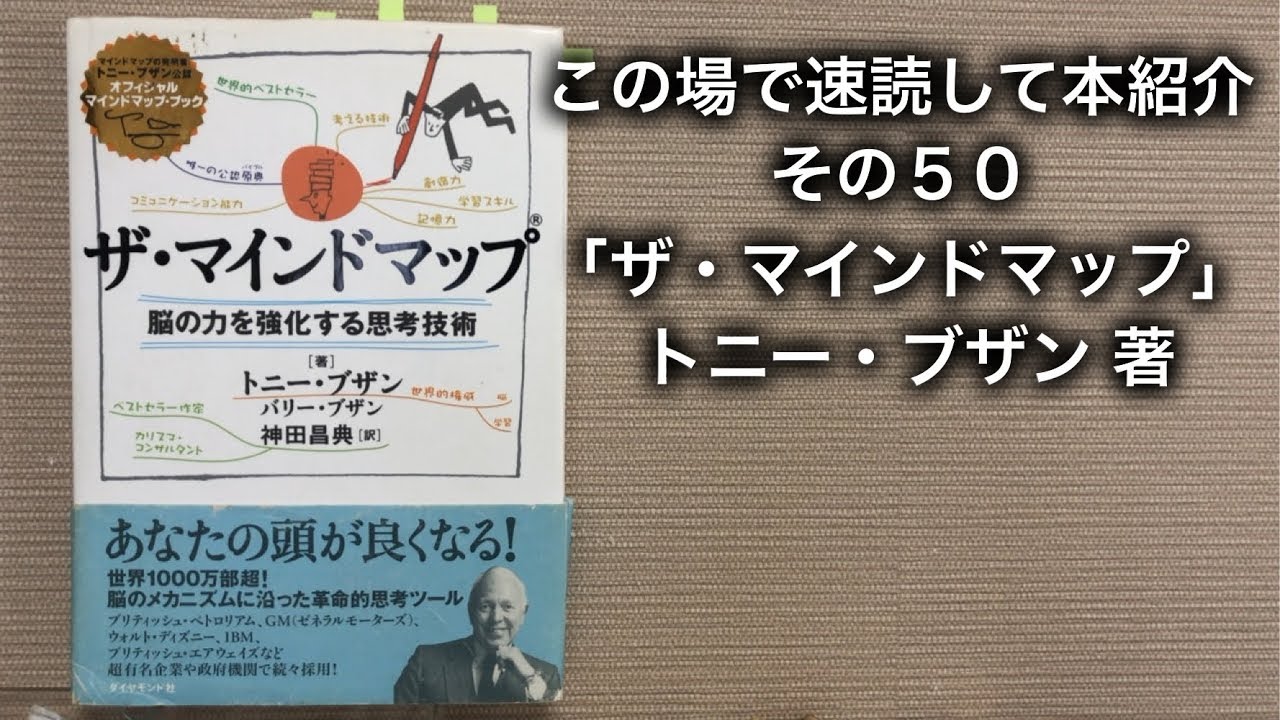 マインドマップの発明者
トニー・ブザン公認
オフィシャル
マインドマップ・ブック
世界的ベストセラー
考える技術
唯一の公認原典
バイブル
コミュニケーション能力
創造力
学習スキル
記憶力
ザ・マインドマップ®
脳の力を強化する思考技術
[著]
トニー・ブザン
バリー・ブザン
神田昌典[訳]
世界的権威
脳
学習
ベストセラー作家
カリスマ・
コンサルタント
あなたの頭が良くなる!
世界1000万部超!
脳のメカニズムに沿った革命的思考ツール
ブリティッシュ・ペトロリアム、GM(ゼネラルモーターズ)、
ウォルト・ディズニー、IBM、
ブリティッシュ・エアウェイズなど
超有名企業や政府機関で続々採用!
ダイヤモンド社
この場で速読して本紹介
その５０
「ザ・マインドマップ」
トニー・ブザン 著